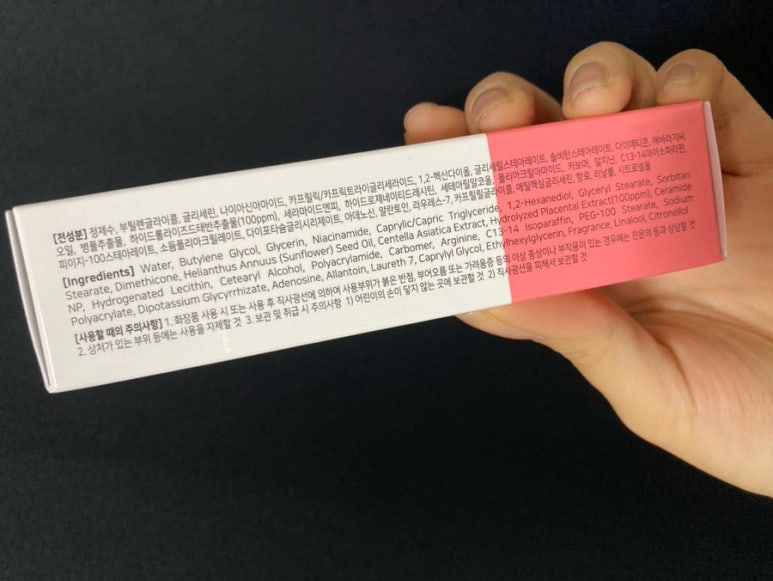 [전성분] 정제수, 부틸렌글라이콜, 글리세린, 나이아신아마이드, 카프릴릭/카프릭트라이글리세라이드, 1,2-헥산다이올, 글리세릴스테아레이트, 솔비탄스테아레이트, 다이메티콘, 해바라기씨
오일, 병풀추출물, 하이드롤라이즈드태반추출물(100ppm), 세라마이드엔피, 하이드로제네이티드레시틴, 세테아릴알코올, 폴리아크릴아마이드, 카보머, 알지닌, C13-14아이소파라핀,
피이지-100스테아레이트, 소듐폴리아크릴레이트, 다이포타슘글리시리제이트, 아데노신, 알란토인, 라우레스-7, 카프릴릴글라이콜, 에틸헥실글리세린, 향료, 리날룰, 시트로넬올
[Ingredients] Water, Butylene Glycol, Glycerin, Niacinamide, Caprylic/Capric Triglyceride, 1,2-Hexanediol, Glyceryl Stearate, Sorbitan
Stearate, Dimethicone, Helianthus Annuus (Sunflower) Seed Oil, Centella Asiatica Extract, Hydrolyzed Placental Extract(100ppm), Ceramide
NP, Hydrogenated Lecithin, Cetearyl Alcohol, Polyacrylamide, Carbomer, Arginine, C13-14 Isoparaffin, PEG-100 Stearate, Sodium
Polyacrylate, Dipotassium Glycyrrhizate, Adenosine, Allantoin, Laureth 7, Caprylyl Glycol, Ethylhexylglycerin, Fragrance, Linalool, Citronellol
[사용할 때의 주의사항] 1. 화장품 사용 시 또는 사용 후 직사광선에 의하여 사용부위가 붉은 반점, 부어오름 또는 가려움증 등의 이상 증상이나 부작용이 있는 경우에는 전문의 등과 상담할 것
2. 상처가 있는 부위 등에는 사용을 자제할 것 3. 보관 및 취급 시 주의사항 1) 어린이의 손이 닿지 않는 곳에 보관할 것 2) 직사광선을 피해서 보관할 것